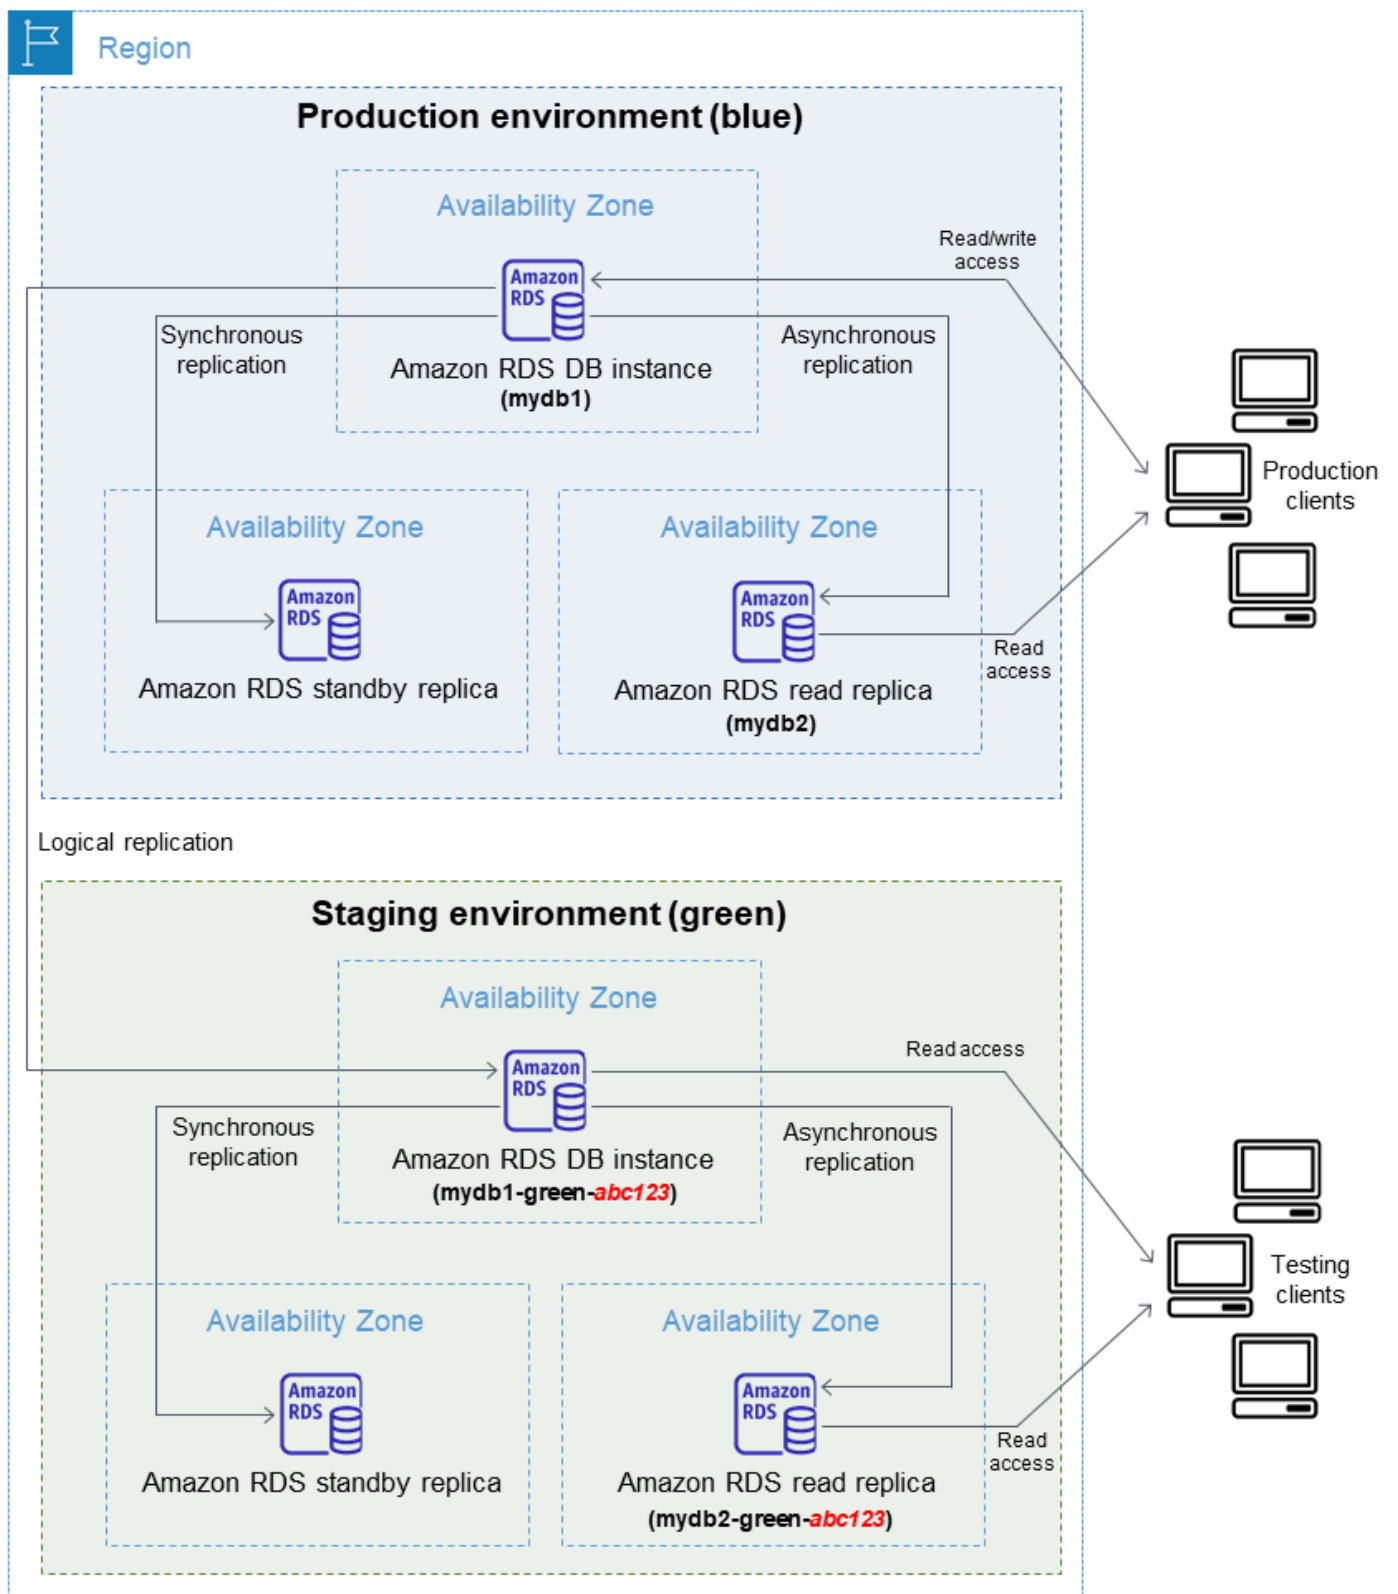 Region
Production environment (blue)
Availability Zone
Read/write
access
Amazon
RDS
Synchronous
replication
Asynchronous
replication
Amazon RDS DB instance
(mydb1)
Production
clients
Availability Zone
Availability Zone
Amazon
RDS
Amazon
RDS
Read
access
Amazon RDS standby replica
Amazon RDS read replica
(mydb2)
Logical replication
Staging environment (green)
Availability Zone
Read access
Amazon
RDS
Synchronous
replication
Asynchronous
replication
Amazon RDS DB instance
(mydb1-green-abc123)
Testing
clients
Availability Zone
Availability Zone
Amazon
RDS
Amazon
RDS
Read
access
Amazon RDS standby replica
Amazon RDS read replica
(mydb2-green-abc123)